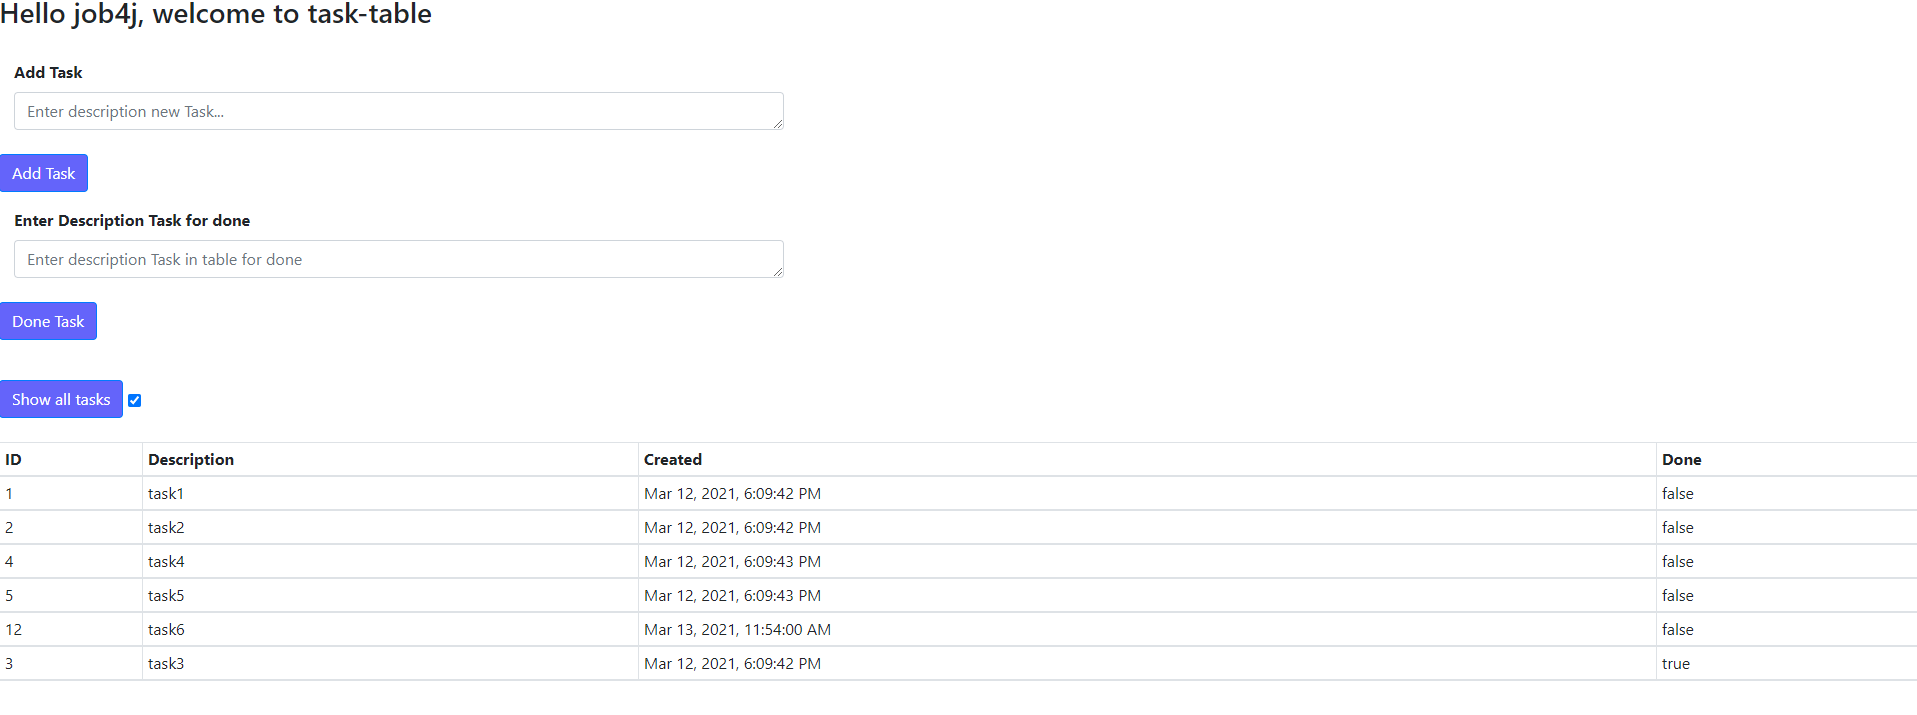 Hello job4j, welcome to task-table
Add Task
Enter description new Task...
Add Task
Enter Description Task for done
Enter description Task in table for done
Done Task
Show all tasks
ID Description Created Done
1 task1 Mar 12, 2021, 6:09:42 PM false
2 task2 Mar 12, 2021, 6:09:42 PM false
4 task4 Mar 12, 2021, 6:09:43 PM false
5 task5 Mar 12, 2021, 6:09:43 PM false
12 task6 Mar 13, 2021, 11:54:00 AM false
3 task3 Mar 12, 2021, 6:09:42 PM true